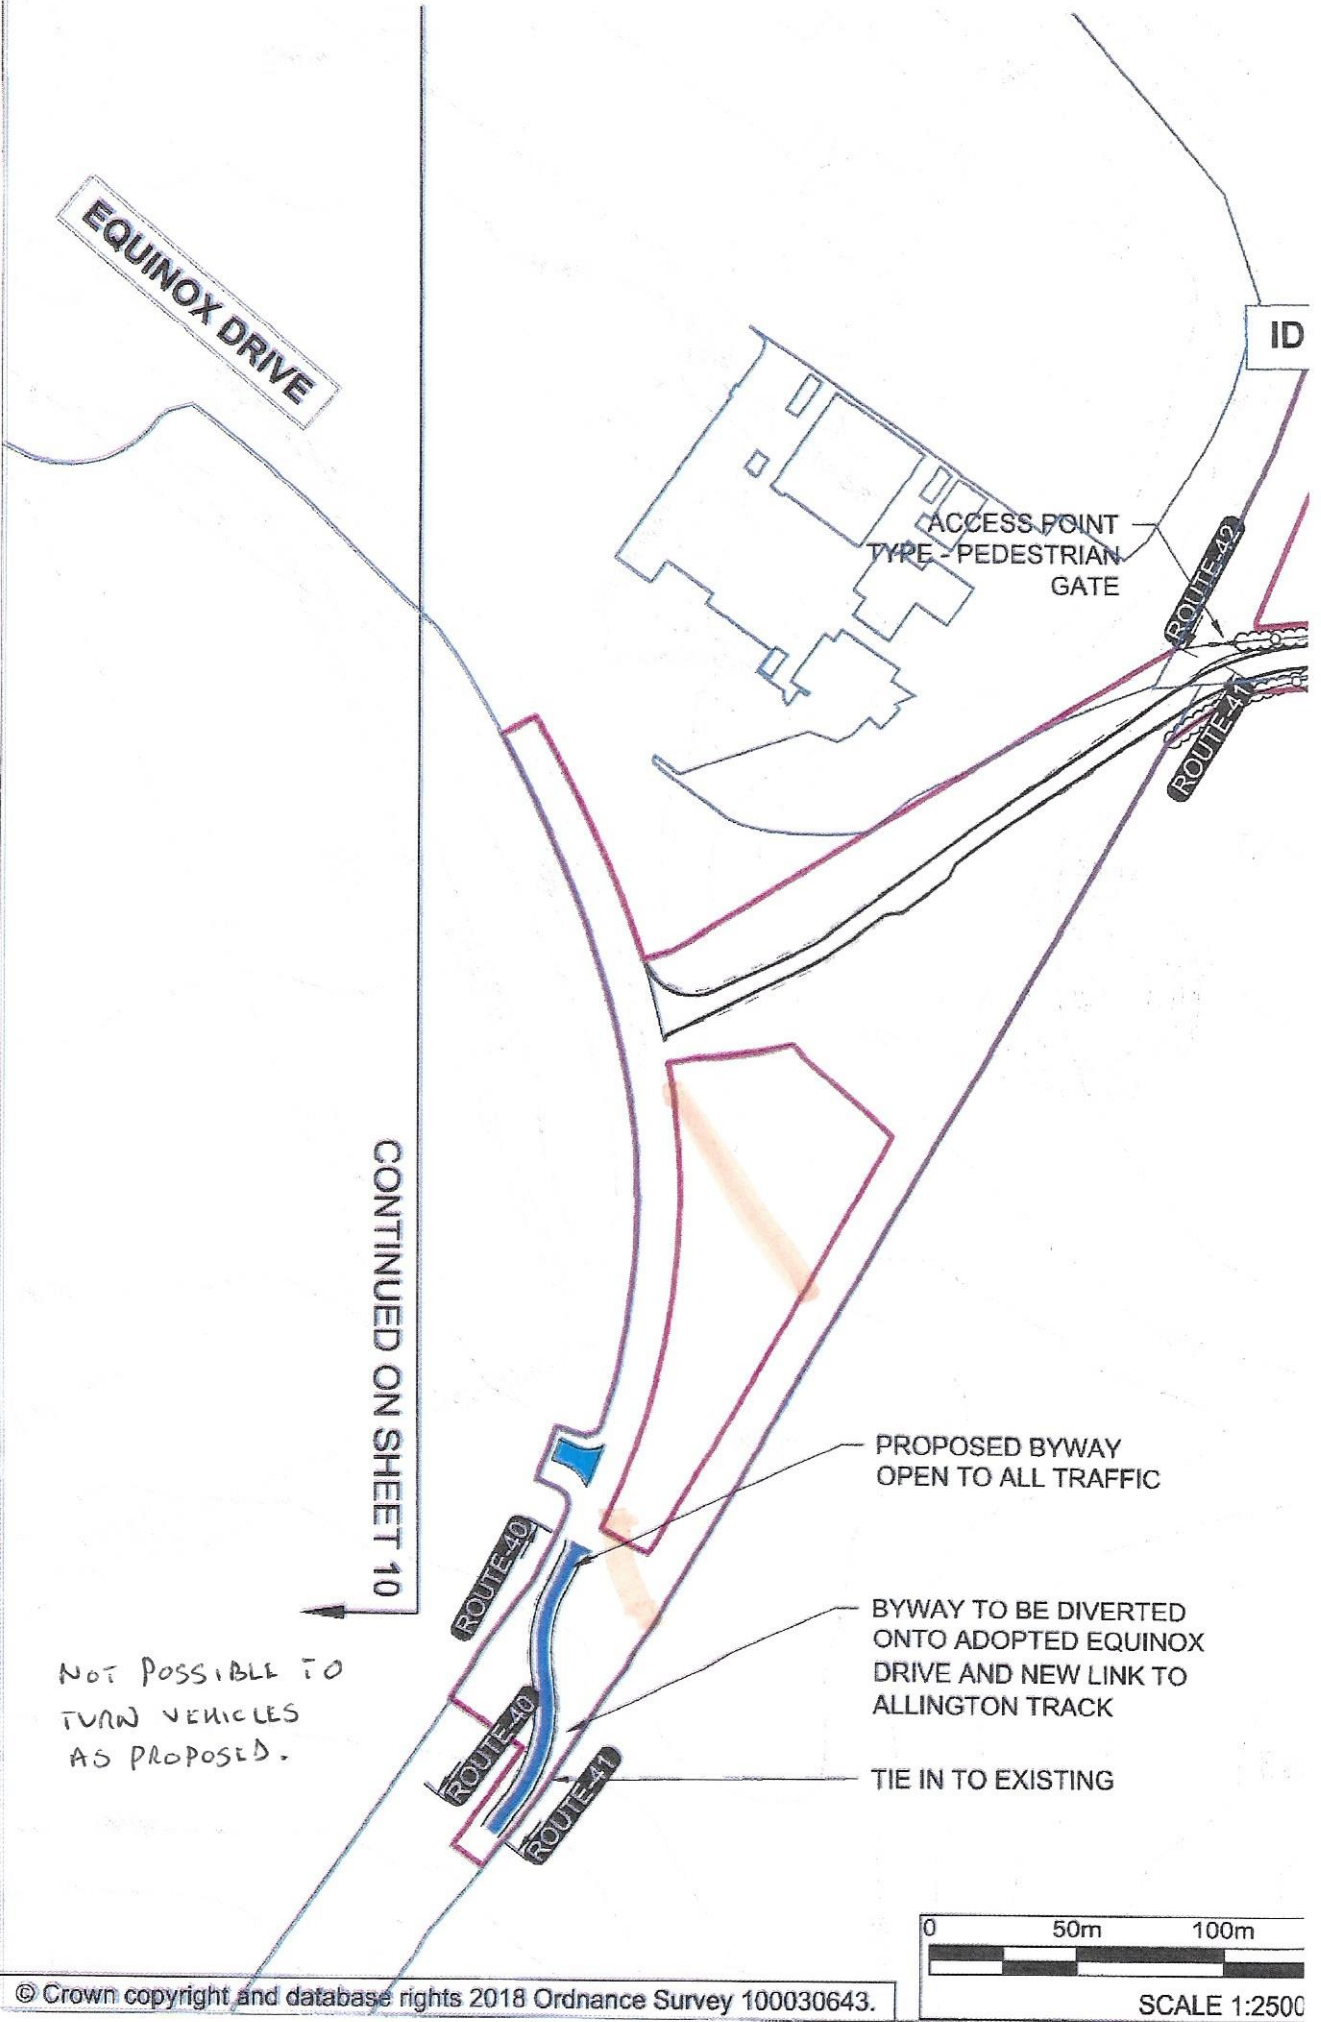 EQUINOX DRIVE
ID
ACCESS POINT
TYPE - PEDESTRIAN
GATE
ROUTE-42
ROUTE-41
CONTINUED ON SHEET 10
PROPOSED BYWAY
OPEN TO ALL TRAFFIC
ROUTE-40
BYWAY TO BE DIVERTED
ONTO ADOPTED EQUINOX
DRIVE AND NEW LINK TO
ALLINGTON TRACK
NOT POSSIBLE TO
TURN VEHICLES
AS PROPOSED.
ROUTE-40
ROUTE-41
TIE IN TO EXISTING
0 50m 100m
SCALE 1:2500
© Crown copyright and database rights 2018 Ordnance Survey 100030643.